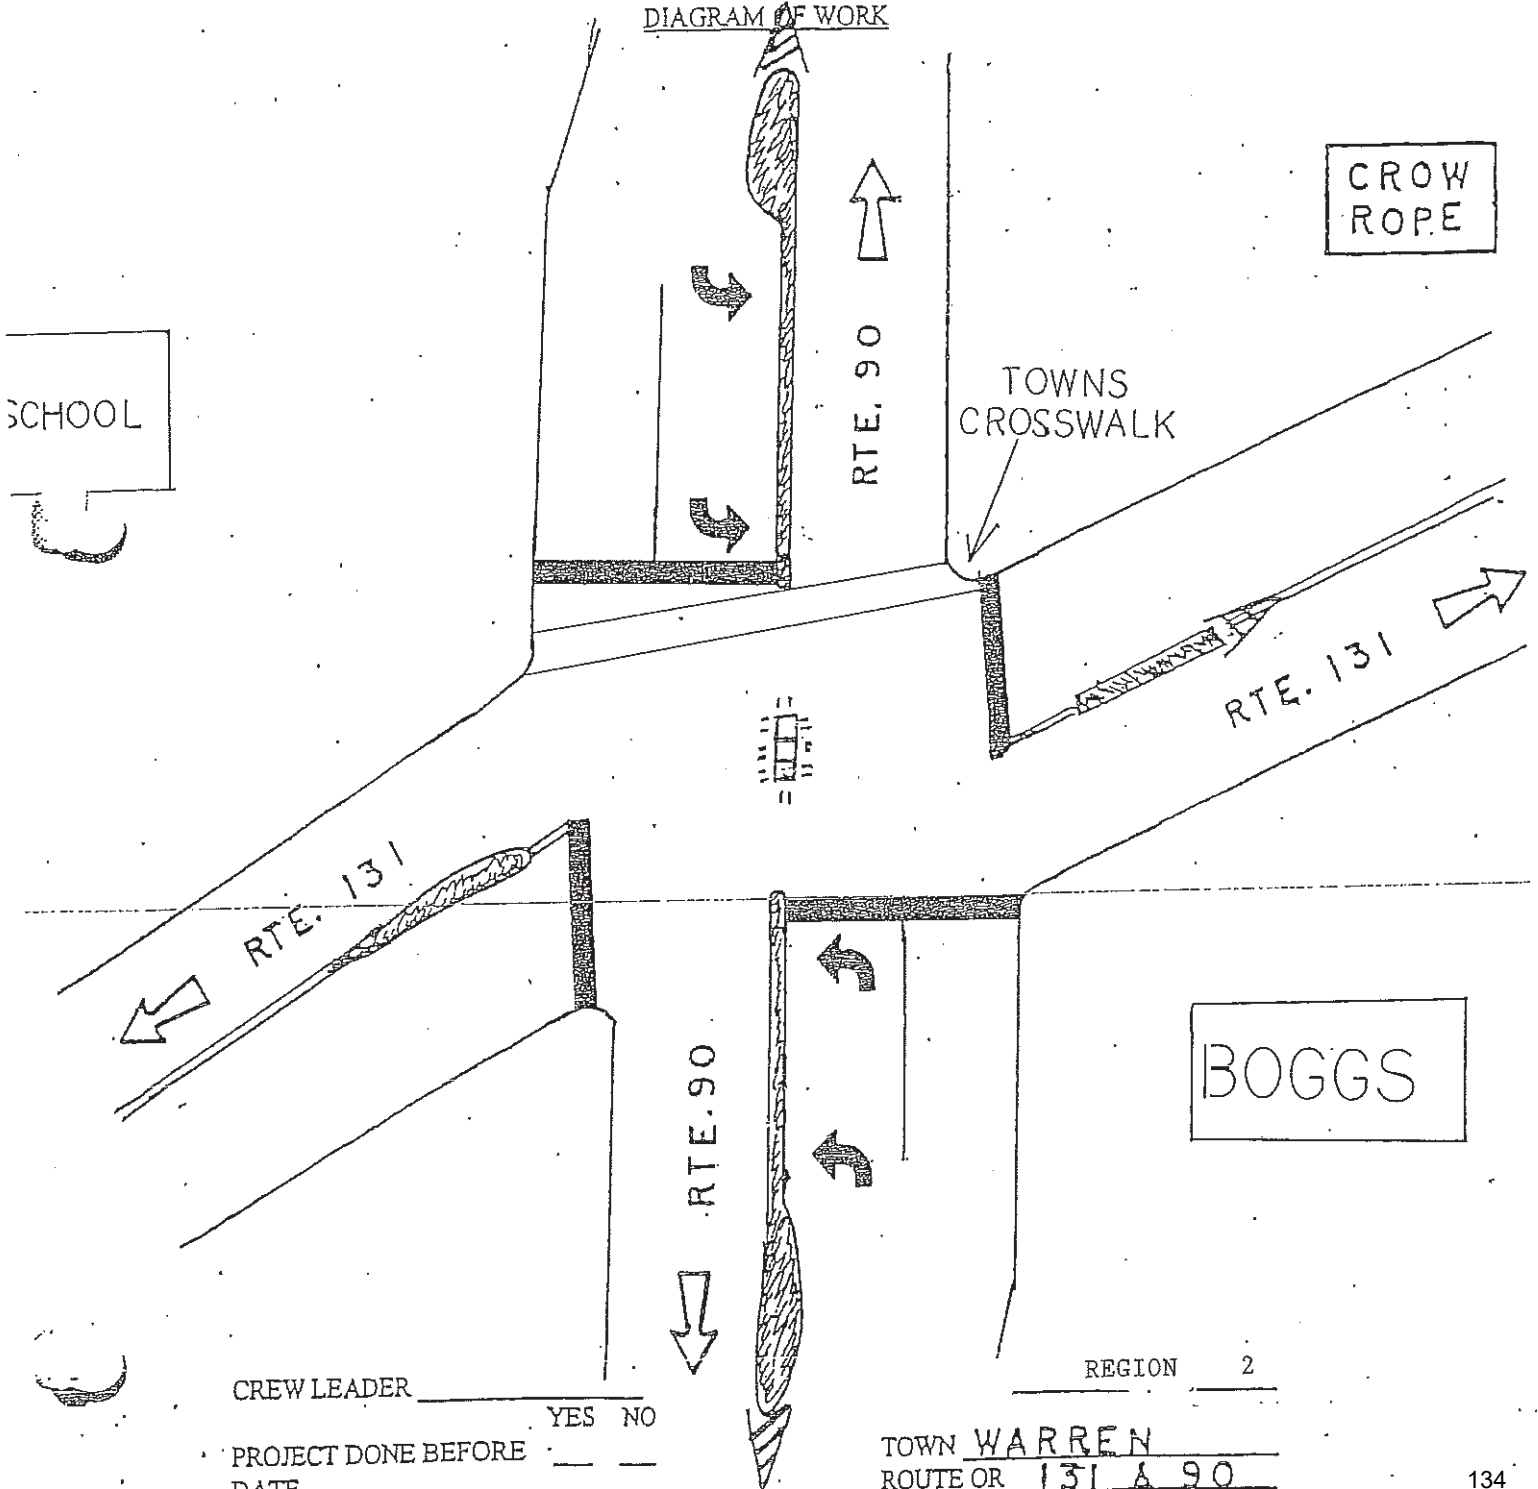 DIAGRAM OF WORK
CROW
ROPE
RTE. 90
TOWNS
CROSSWALK
SCHOOL
RTE. 131
RTE. 131
BOGGS
RTE. 90
REGION 2
CREW LEADER
YES NO
PROJECT DONE BEFORE
DATE
TOWN WARREN
ROUTE OR 131 & 90
134